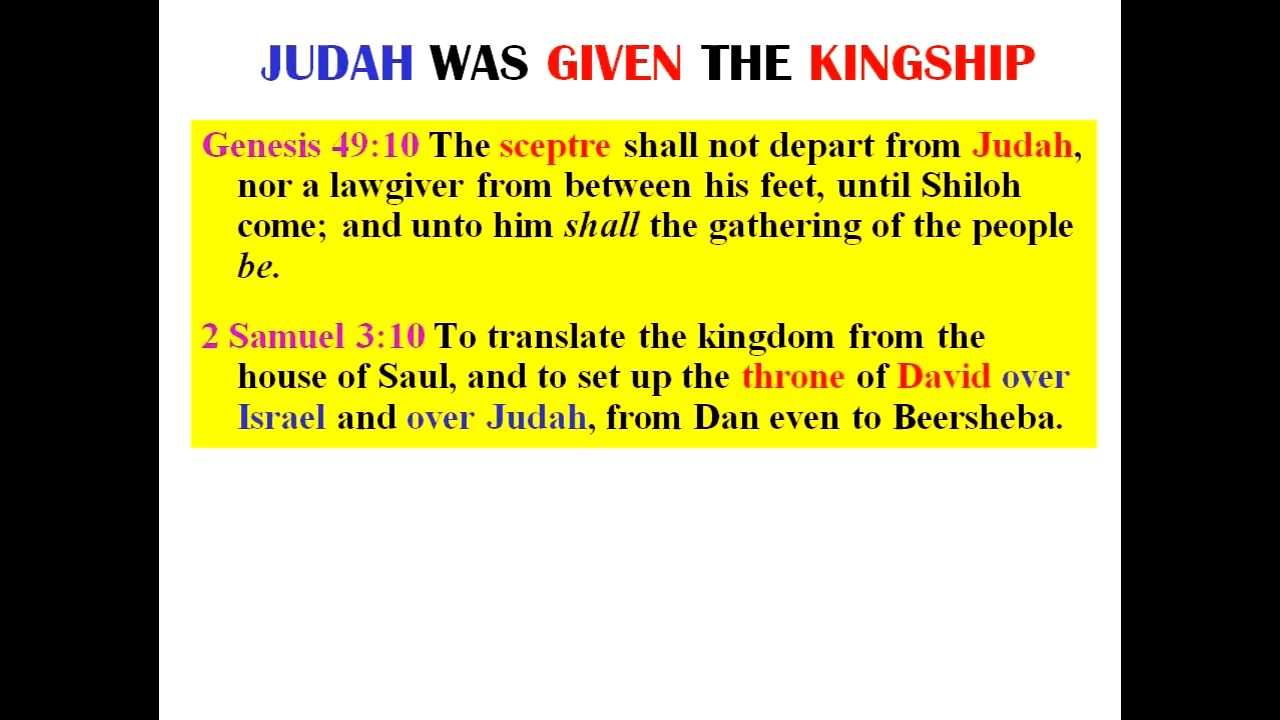 JUDAH WAS GIVEN THE KINGSHIP
Genesis 49:10 The sceptre shall not depart from Judah,
nor a lawgiver from between his feet, until Shiloh
come; and unto him shall the gathering of the people
be.
2 Samuel 3:10 To translate the kingdom from the
house of Saul, and to set up the throne of David over
Israel and over Judah, from Dan even to Beersheba.